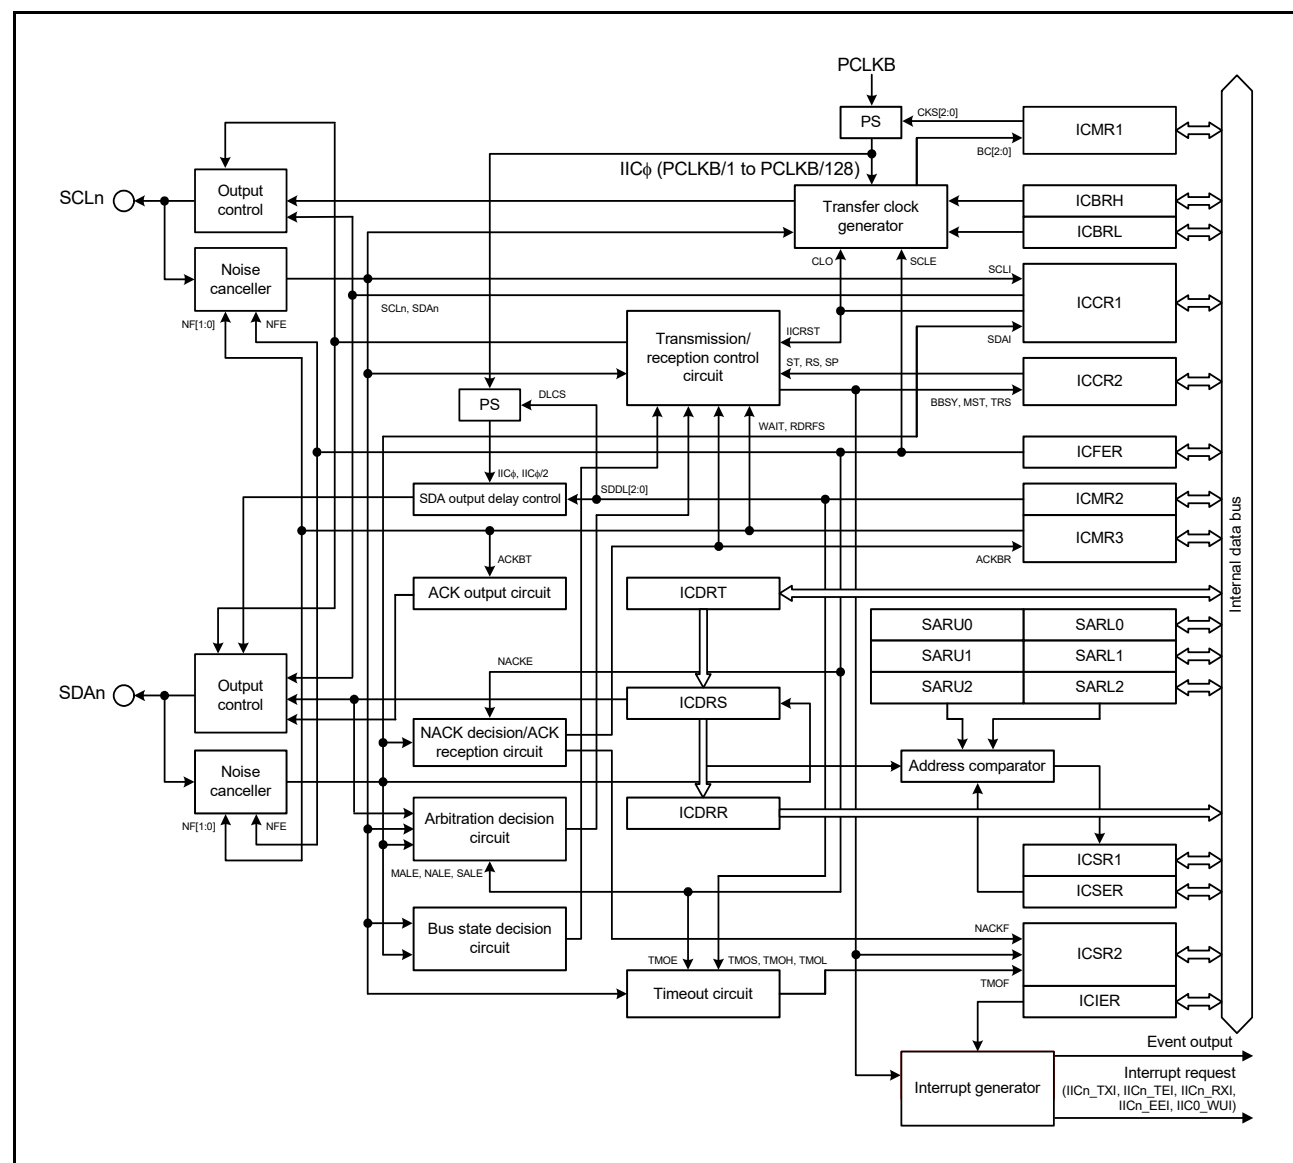 PCLKB
PS
CKS[2:0]
ICMR1
BC[2:0]
IICϕ (PCLKB/1 to PCLKB/128)
SCLn
Output
control
Transfer clock
generator
ICBRH
ICBRL
Noise
canceller
CLO
SCLE
SCLI
ICCR1
SCLn, SDAn
NF[1:0]
NFE
Transmission/
reception control
circuit
IICRST
SDAI
ST, RS, SP
ICCR2
BBSY, MST, TRS
PS
DLCS
WAIT, RDRFS
ICFER
IICϕ, IICϕ/2
SDA output delay control
SDDL[2:0]
ICMR2
ICMR3
ACKBT
ACKBR
Internal data bus
ACK output circuit
ICDRT
SARU0
SARL0
SARU1
SARL1
SARU2
SARL2
SDAn
Output
control
NACKE
ICDRS
NACK decision/ACK
reception circuit
Address comparator
Noise
canceller
Arbitration decision
circuit
ICDRR
NF[1:0]
NFE
MALE, NALE, SALE
ICSR1
ICSER
Bus state decision
circuit
NACKF
ICSR2
TMOE
TMOS, TMOH, TMOL
Timeout circuit
TMOF
ICIER
Event output
Interrupt generator
Interrupt request
(IICn_TXI, IICn_TEI, IICn_RXI,
IICn_EEI, IIC0_WUI)